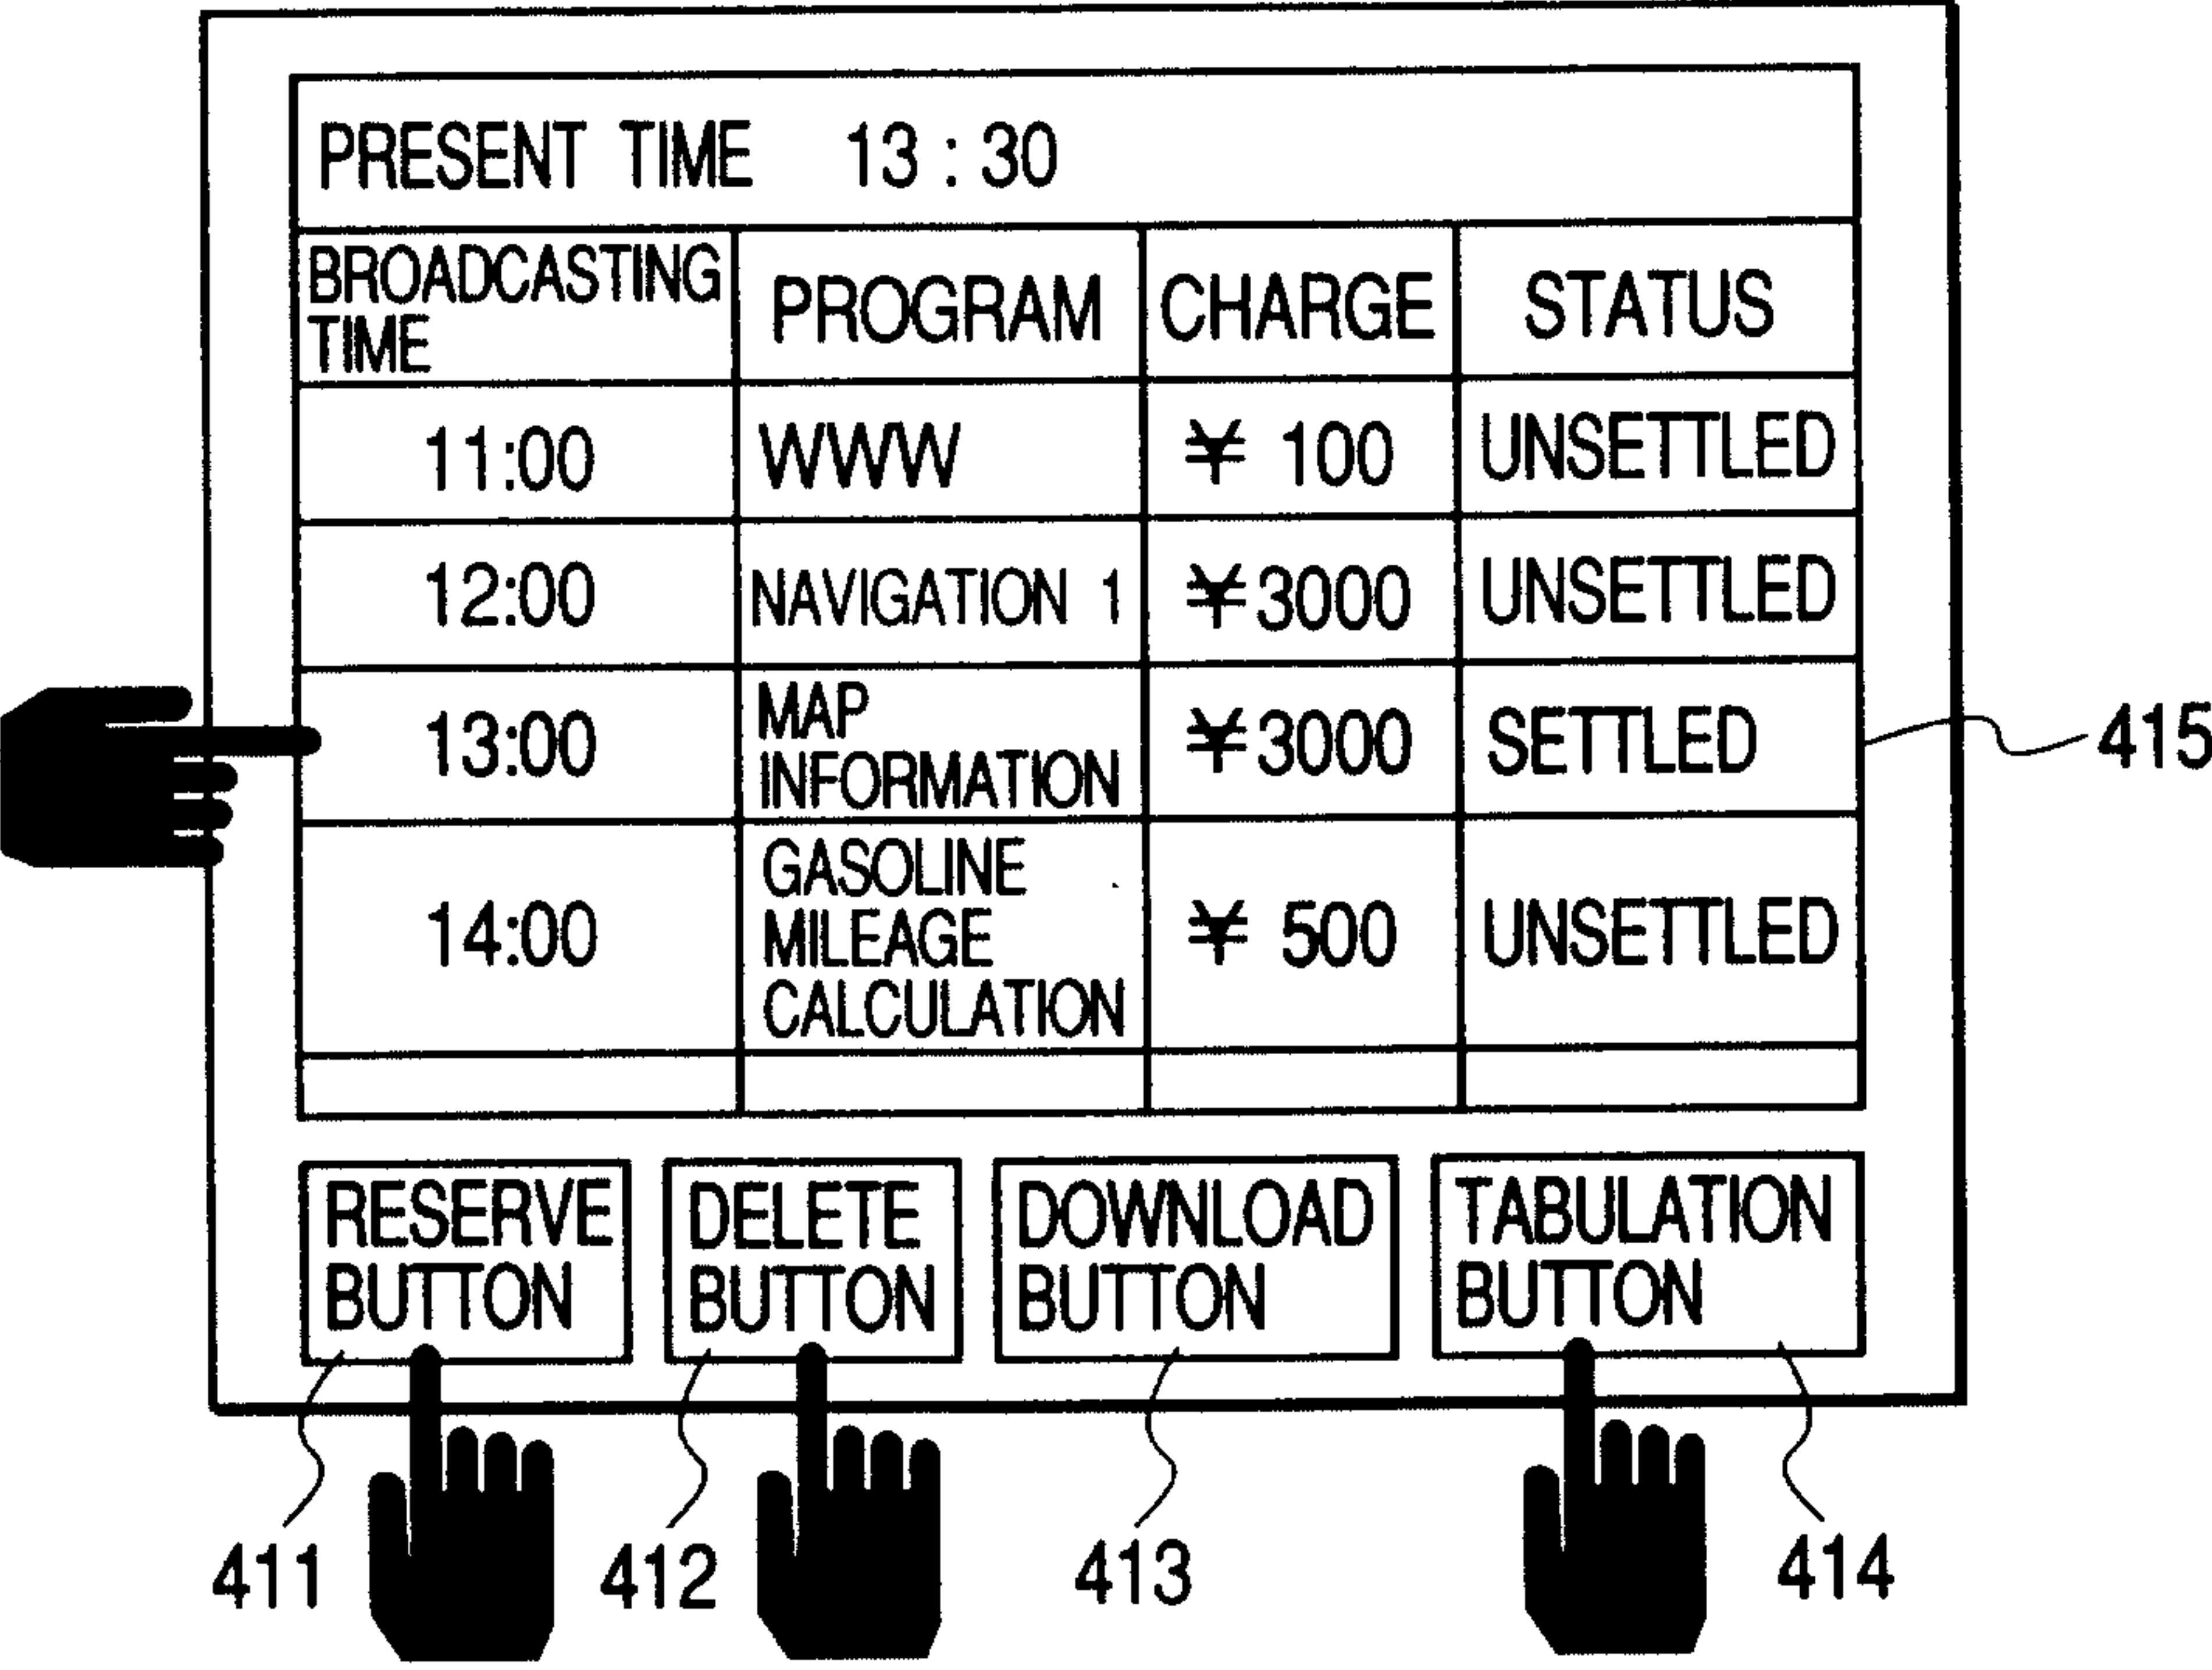 PRESENT TIME 13 : 30
BROADCASTING TIME PROGRAM CHARGE STATUS
11:00 WWW ¥ 100 UNSETTLED
12:00 NAVIGATION 1 ¥3000 UNSETTLED
13:00 MAP INFORMATION ¥3000 SETTLED
415
14:00 GASOLINE MILEAGE CALCULATION ¥ 500 UNSETTLED
RESERVE BUTTON
DELETE BUTTON
DOWNLOAD BUTTON
TABULATION BUTTON
411
412
413
414